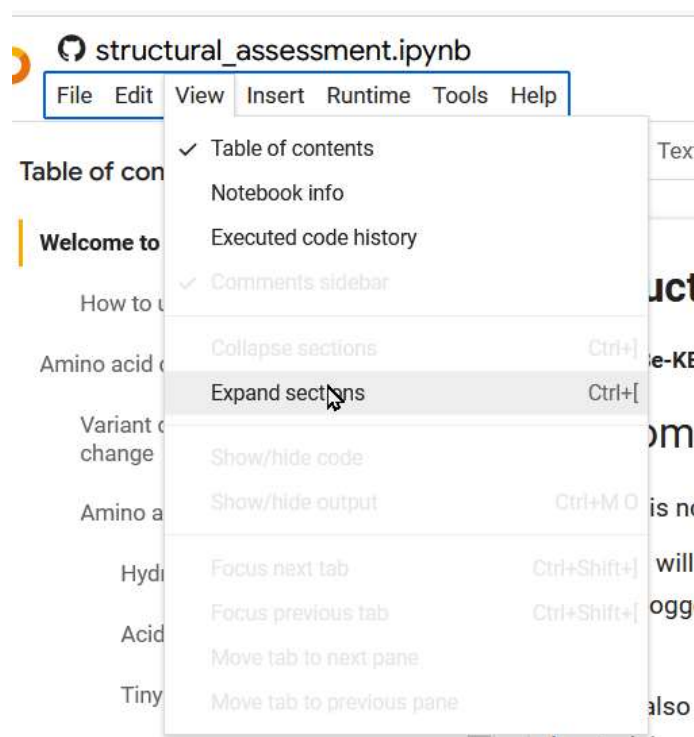 structural_assessment.ipynb
File Edit View Insert Runtime Tools Help
Table of con
Welcome to
How to u
Amino acid c
Variant c
change
Amino a
Hydr
Acid
Tiny
Table of contents
Notebook info
Executed code history
Comments sidebar
Collapse sections Ctrl+]
Expand sections Ctrl+[
Show/hide code
Show/hide output Ctrl+M O
Focus next tab Ctrl+Shift+]
Focus previous tab Ctrl+Shift+[
Move tab to next pane
Move tab to previous pane
Tex
uct
e-KE
om
is no
will
ogge
also